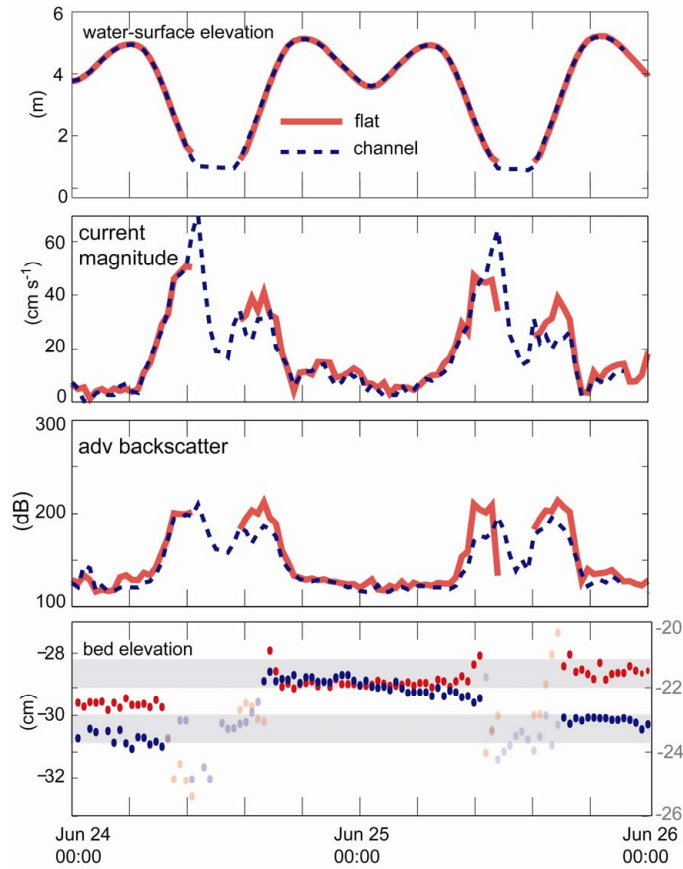 6
water-surface elevation
4
(m)
flat
2
channel
0
60
current
magnitude
40
(cm s⁻¹)
20
0
300
adv backscatter
(dB)
200
100
bed elevation
-20
−28
-22
(cm)
−30
-24
−32
-26
Jun 24
00:00
Jun 25
00:00
Jun 26
00:00